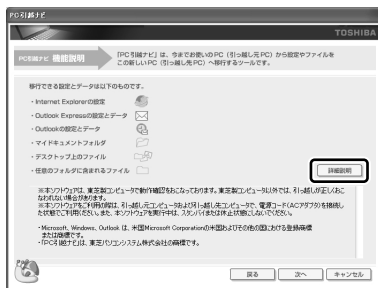 PC引越ナビ
TOSHIBA
PC引越ナビ 機能説明
「PC引越ナビ」は、今までお使いのPC（引っ越し元PC）から設定やファイルを
この新しいPC（引っ越し先PC）へ移行するツールです。
移行できる設定とデータは以下のものです。
・Internet Explorerの設定
・Outlook Expressの設定とデータ
・Outlookの設定とデータ
・マイドキュメントフォルダ
・デスクトップ上のファイル
・任意のフォルダに含まれるファイル
詳細説明
※本ソフトウェアは、東芝製コンピュータで動作確認をおこなっております。東芝製コンピュータ以外では、引っ越しが正しくおこ
なわれない場合があります。
※本ソフトウェアをご利用の際は、引っ越し元コンピュータおよび引っ越し先コンピュータで、電源コード(ACアダプタ)を接続し
た状態でご利用ください。また、本ソフトウェアを実行中は、スタンバイまたは休止状態にしないでください。
・Microsoft, Windows, Outlook は、米国Microsoft Corporationの米国およびその他の国における登録商標
または商標です。
・「PC引越ナビ」は、東芝パソコンシステム株式会社の商標です。
戻る
次へ
キャンセル